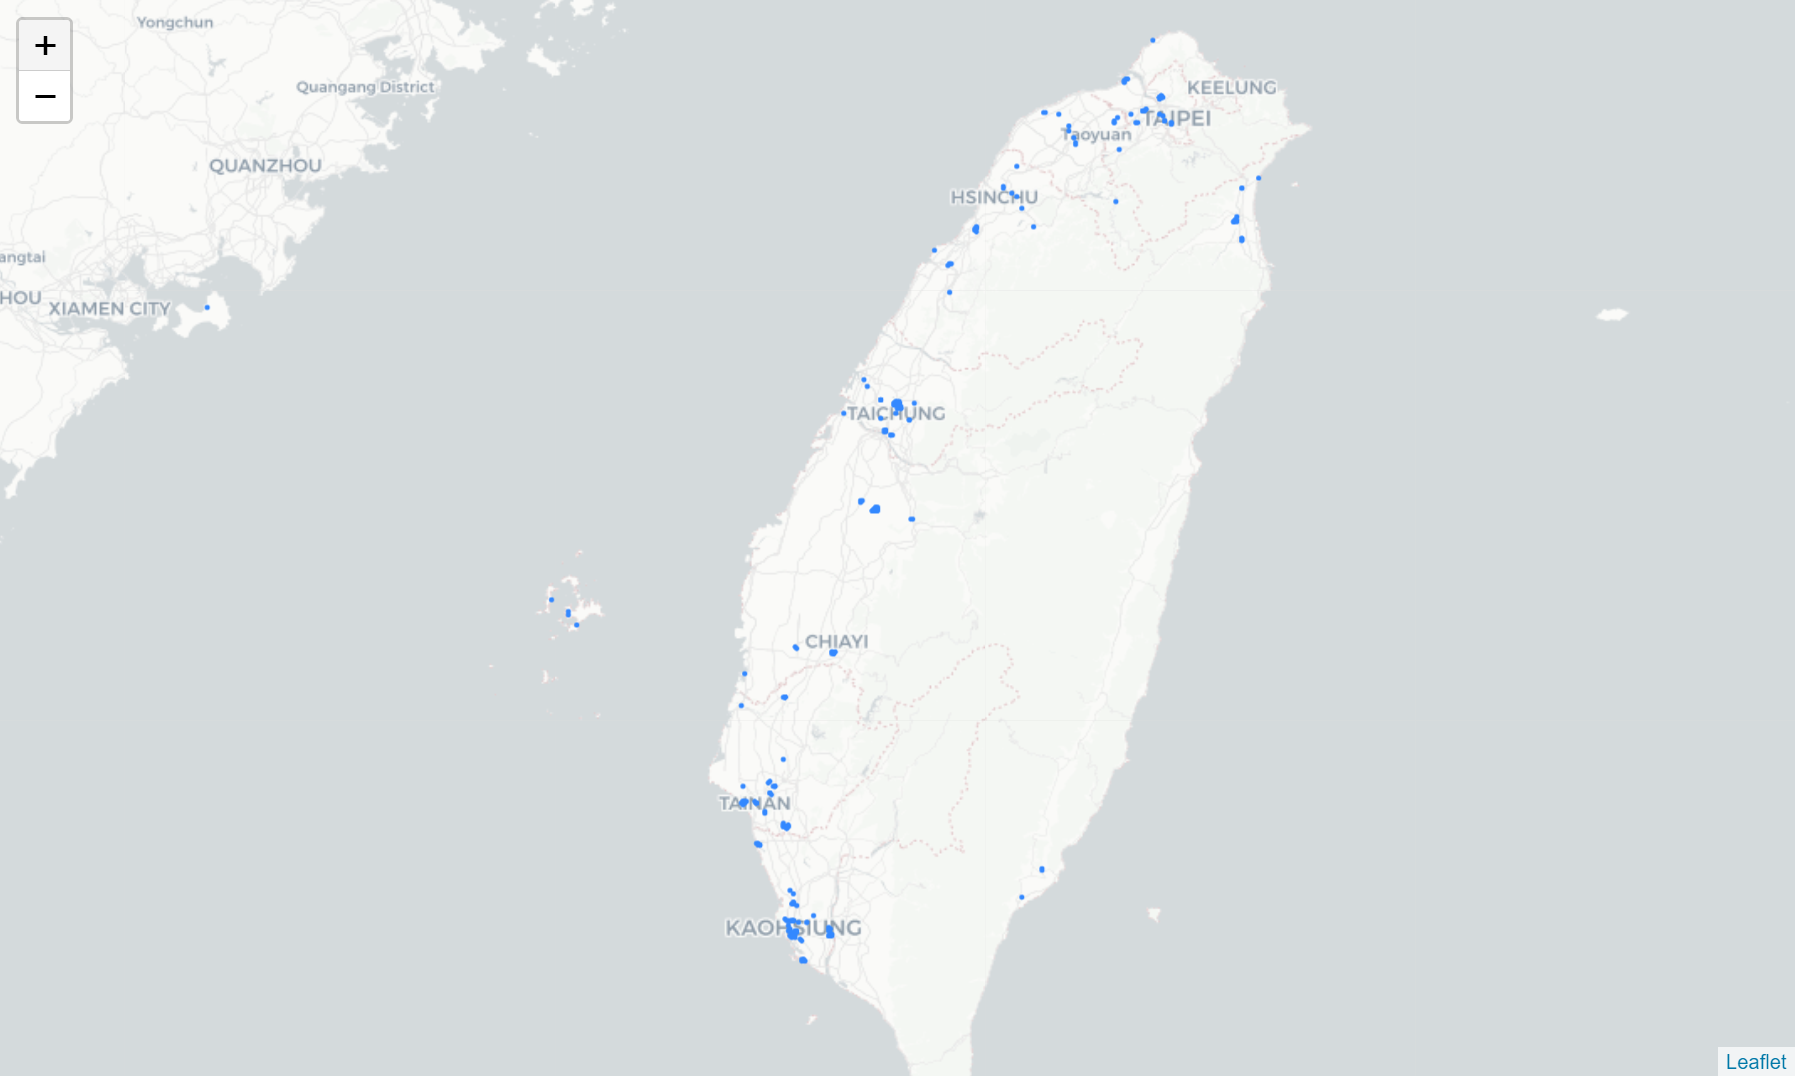 Yongchun
+
Quangang District
KEELUNG
−
TAIPEI
Taoyuan
QUANZHOU
HSINCHU
angtai
HOU
XIAMEN CITY
TAICHUNG
CHIAYI
TAINAN
KAOHSIUNG
Leaflet